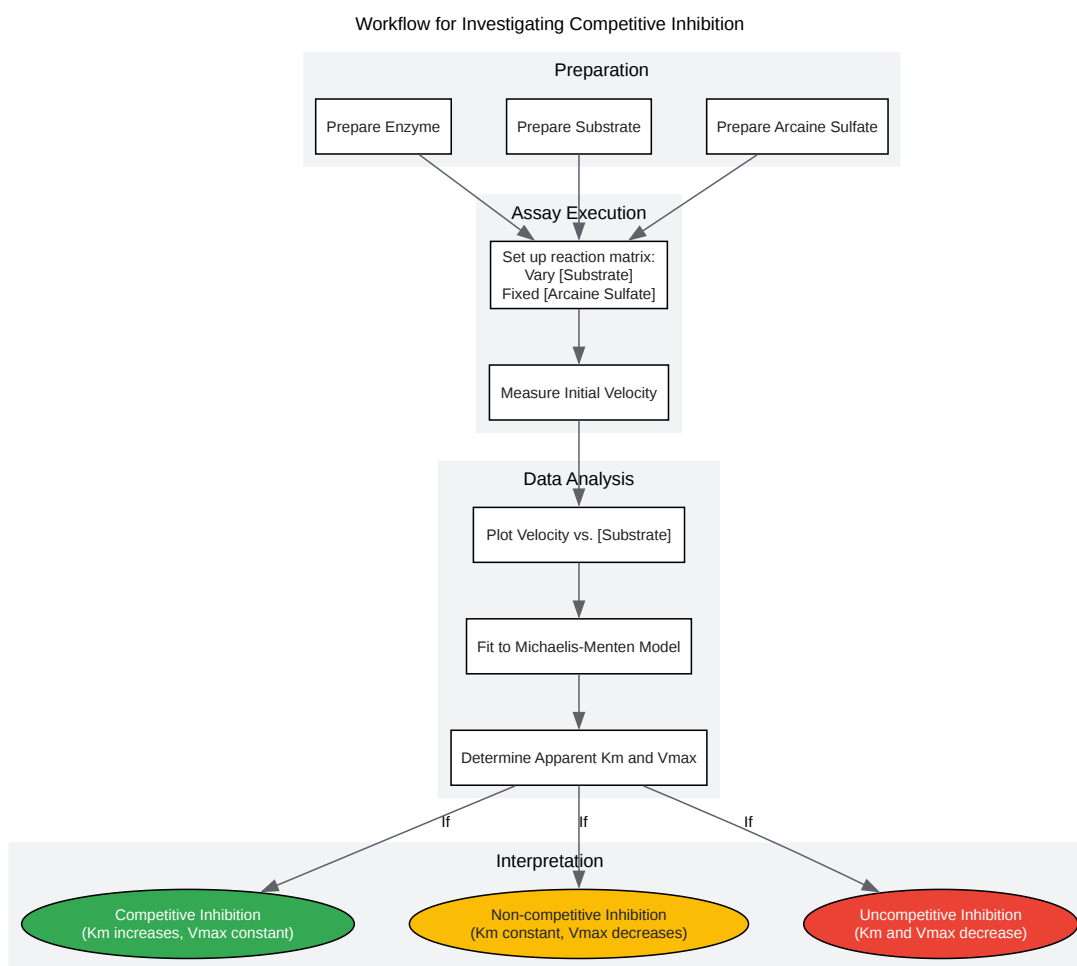 Workflow for Investigating Competitive Inhibition
Preparation
Prepare Enzyme
Prepare Substrate
Prepare Arcaine Sulfate
Assay Execution
Set up reaction matrix:
Vary [Substrate]
Fixed [Arcaine Sulfate]
Measure Initial Velocity
Data Analysis
Plot Velocity vs. [Substrate]
Fit to Michaelis-Menten Model
Determine Apparent Km and Vmax
If
If
If
Interpretation
Competitive Inhibition
(Km increases, Vmax constant)
Non-competitive Inhibition
(Km constant, Vmax decreases)
Uncompetitive Inhibition
(Km and Vmax decrease)